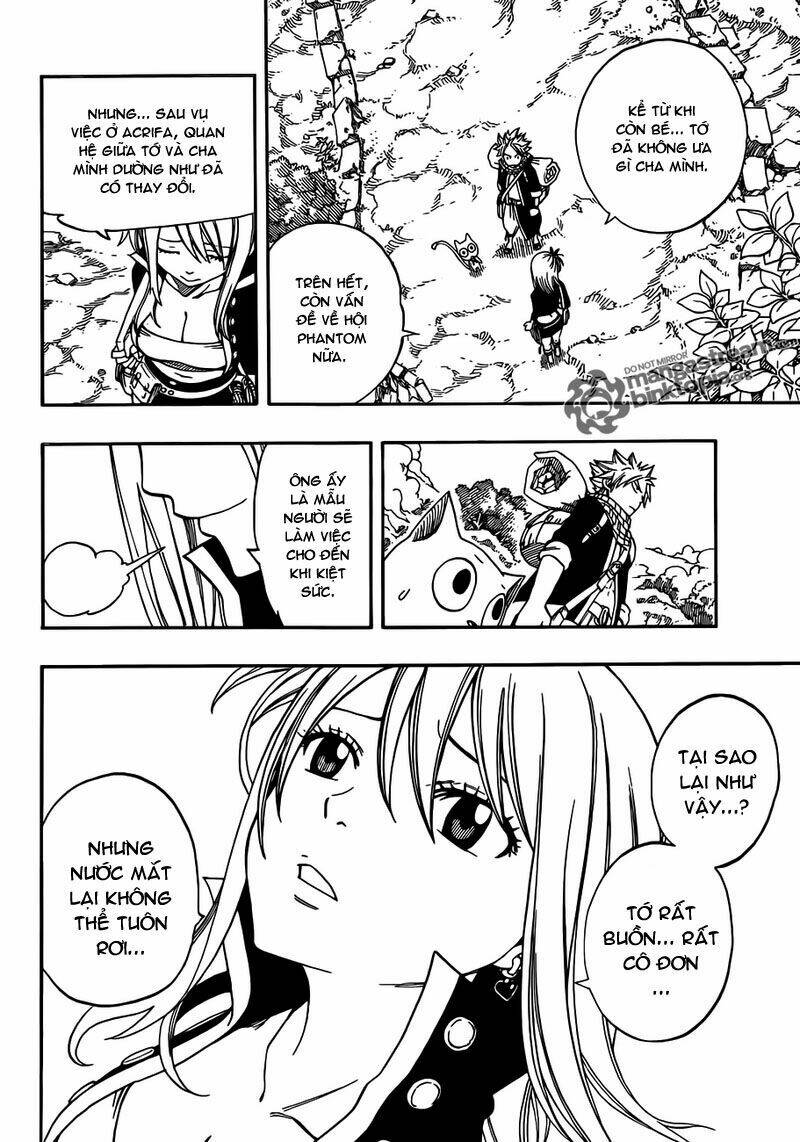 KỂ TỪ KHI
CÒN BÉ... TỚ
ĐÃ KHÔNG ƯA
GÌ CHA MÌNH.
TRÊN HẾT,
CÒN VẤN
ĐỀ VỀ HỘI
PHANTOM
NỮA.
NHƯNG... SAU VỤ
VIỆC Ở ACRIFA, QUAN
HỆ GIỮA TỚ VÀ CHA
MÌNH DƯỜNG NHƯ ĐÃ
CÓ THAY ĐỔI.
DO NOT MIRROR
mangastream.com
binktopia
ÔNG ẤY
LÀ MẪU
NGƯỜI SẼ
LÀM VIỆC
CHO ĐẾN
KHI KIỆT
SỨC.
TẠI SAO
LẠI NHƯ
VẬY...?
TỚ RẤT
BUỒN... RẤT
CÔ ĐƠN
...
NHƯNG
NƯỚC MẮT
LẠI KHÔNG
THỂ TUÔN
RƠI...